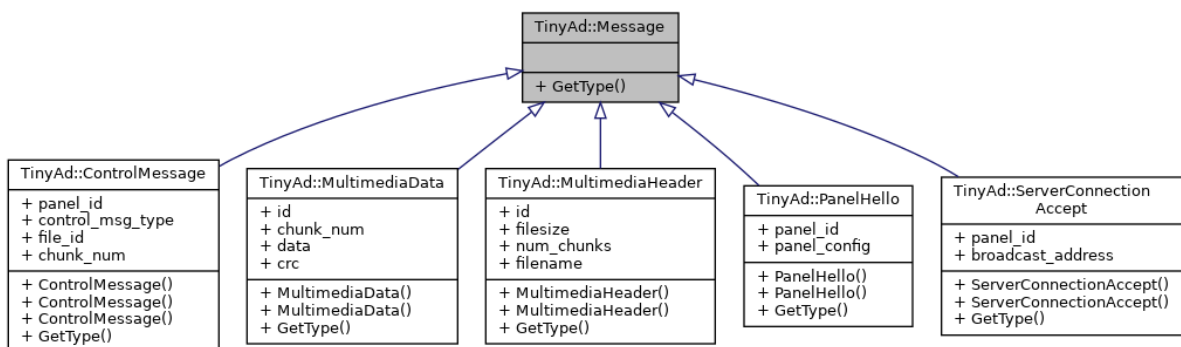 TinyAd::Message
+ GetType()
TinyAd::ControlMessage
+ panel_id
+ control_msg_type
+ file_id
+ chunk_num
+ ControlMessage()
+ ControlMessage()
+ ControlMessage()
+ GetType()
TinyAd::MultimediaData
+ id
+ chunk_num
+ data
+ crc
+ MultimediaData()
+ MultimediaData()
+ GetType()
TinyAd::MultimediaHeader
+ id
+ filesize
+ num_chunks
+ filename
+ MultimediaHeader()
+ MultimediaHeader()
+ GetType()
TinyAd::PanelHello
+ panel_id
+ panel_config
+ PanelHello()
+ PanelHello()
+ GetType()
TinyAd::ServerConnection
Accept
+ panel_id
+ broadcast_address
+ ServerConnectionAccept()
+ ServerConnectionAccept()
+ GetType()